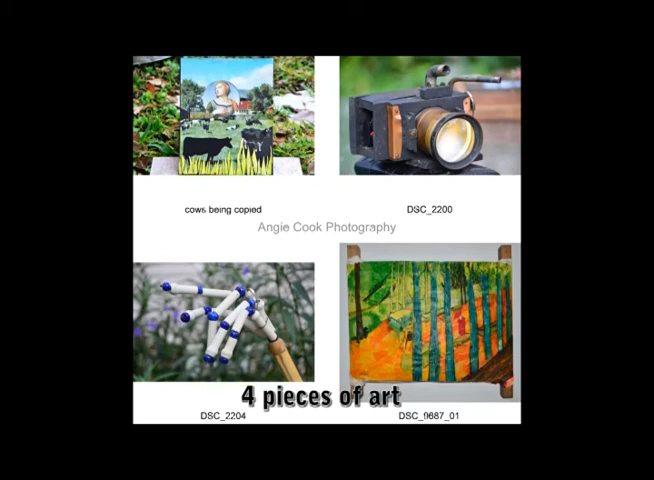 cows being copied
DSC_2200
Angie Cook Photography
4 pieces of art
DSC_2204
DSC_9687_01